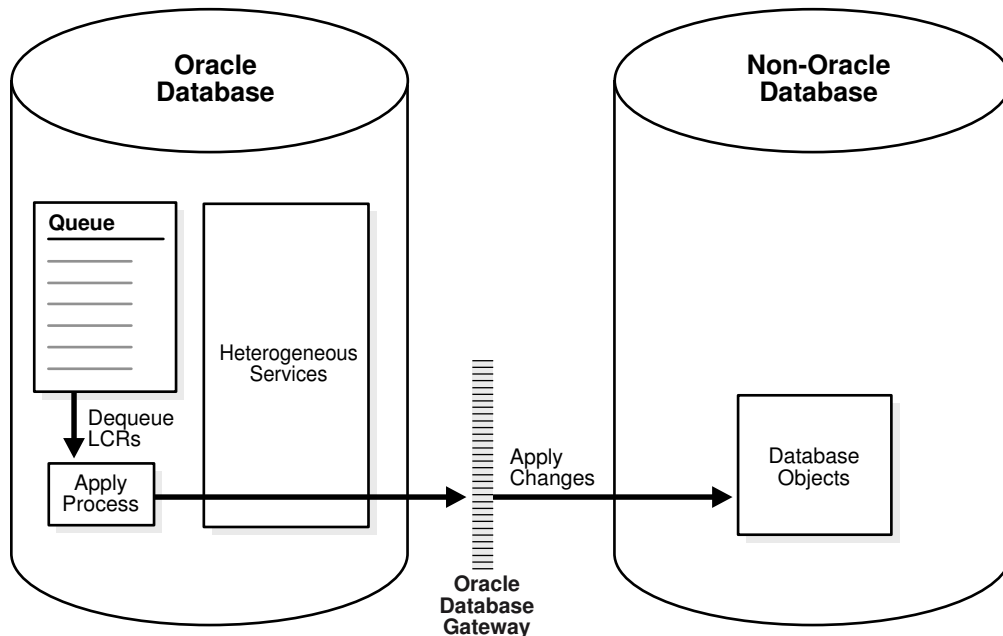 Oracle
Database
Non-Oracle
Database
Queue
Heterogeneous
Services
Dequeue
LCRs
Apply
Process
Apply
Changes
Database
Objects
Oracle
Database
Gateway